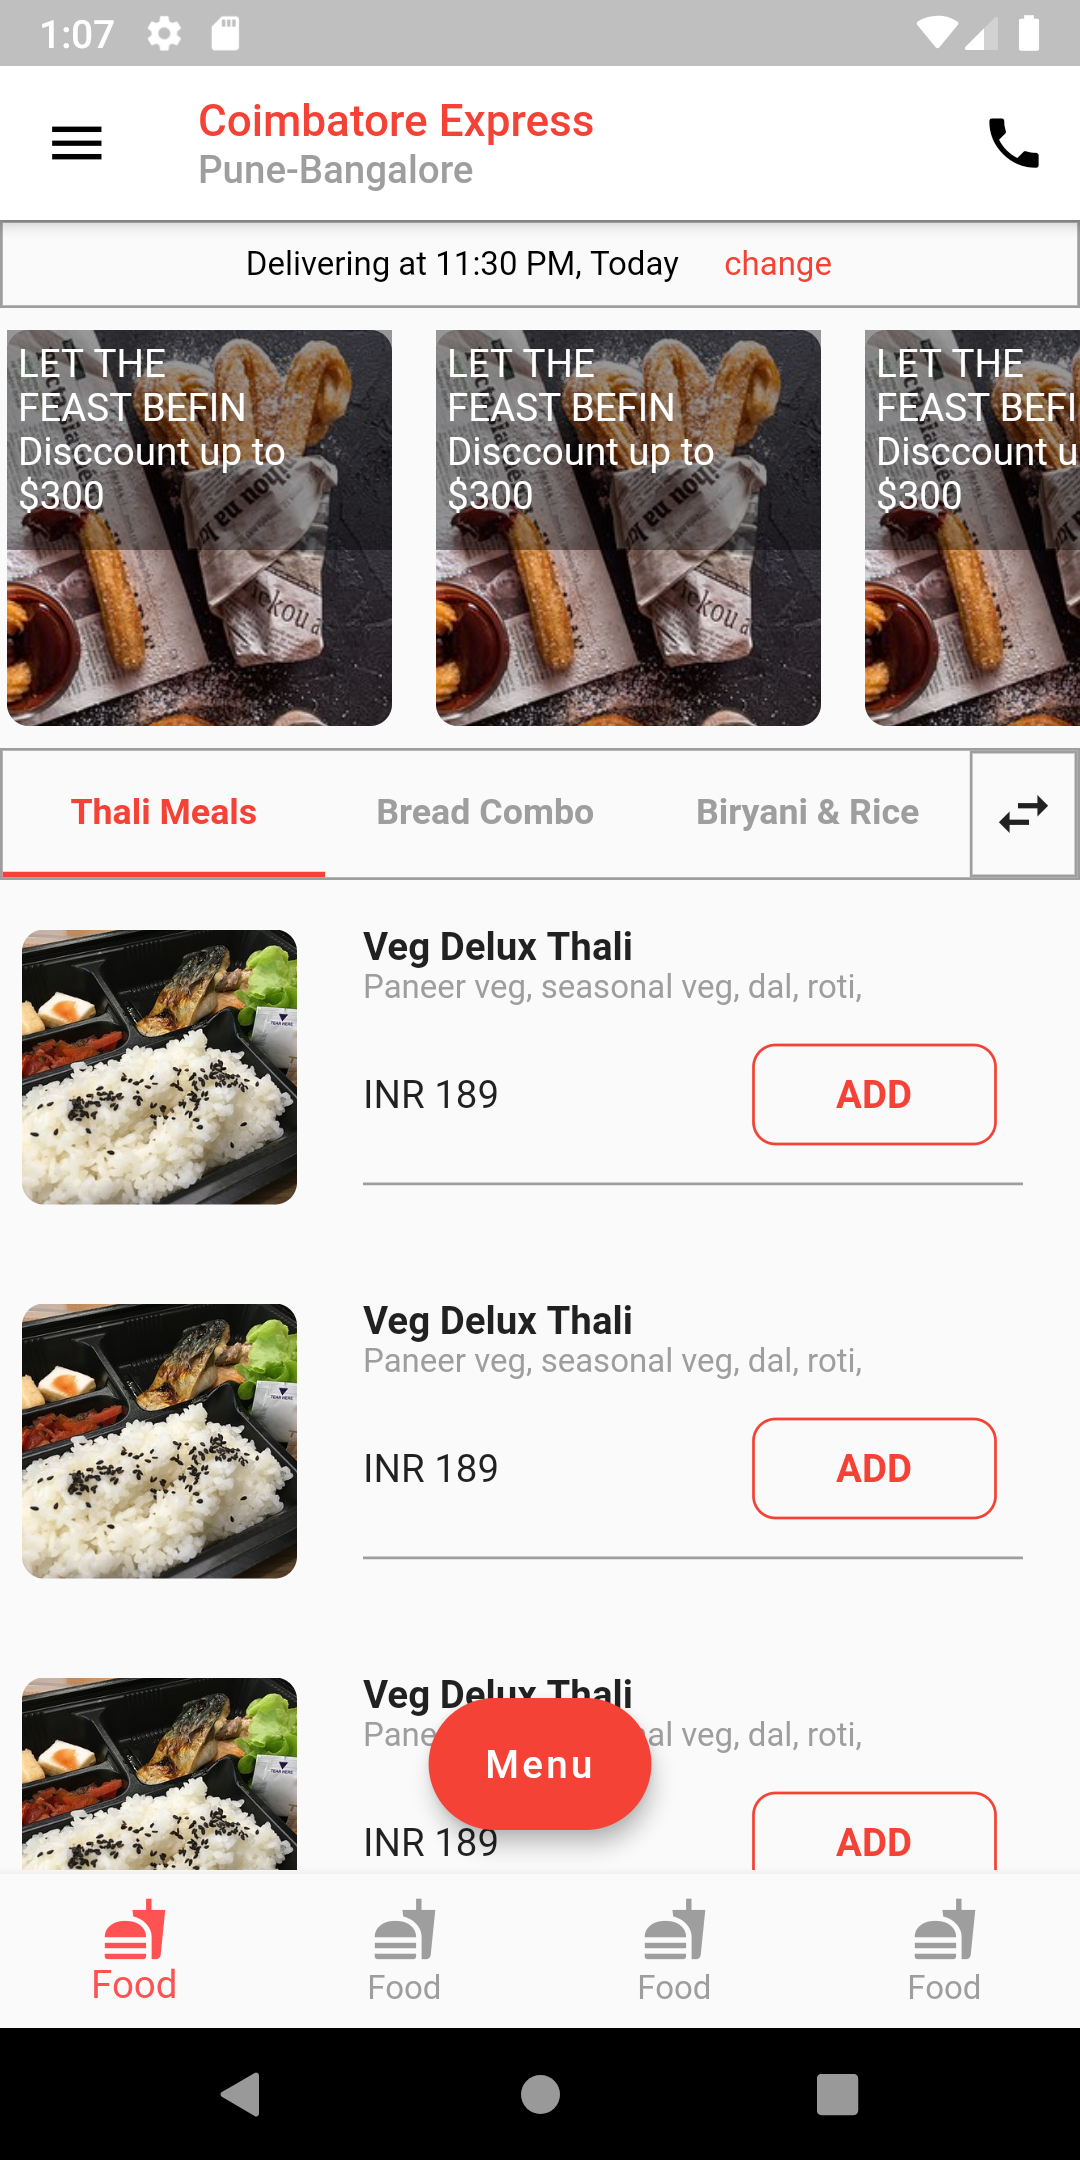 1:07
Coimbatore Express
Pune-Bangalore
Delivering at 11:30 PM, Today change
LET THE
FEAST BEFIN
Disccount up to
$300
LET THE
FEAST BEFIN
Disccount up to
$300
LET THE
FEAST BEFI
Disccount u
$300
Thali Meals
Bread Combo
Biryani & Rice
Veg Delux Thali
Paneer veg, seasonal veg, dal, roti,
INR 189
ADD
Veg Delux Thali
Paneer veg, seasonal veg, dal, roti,
INR 189
ADD
Veg Delux Thali
Pane al veg, dal, roti,
Menu
INR 189
ADD
Food
Food
Food
Food